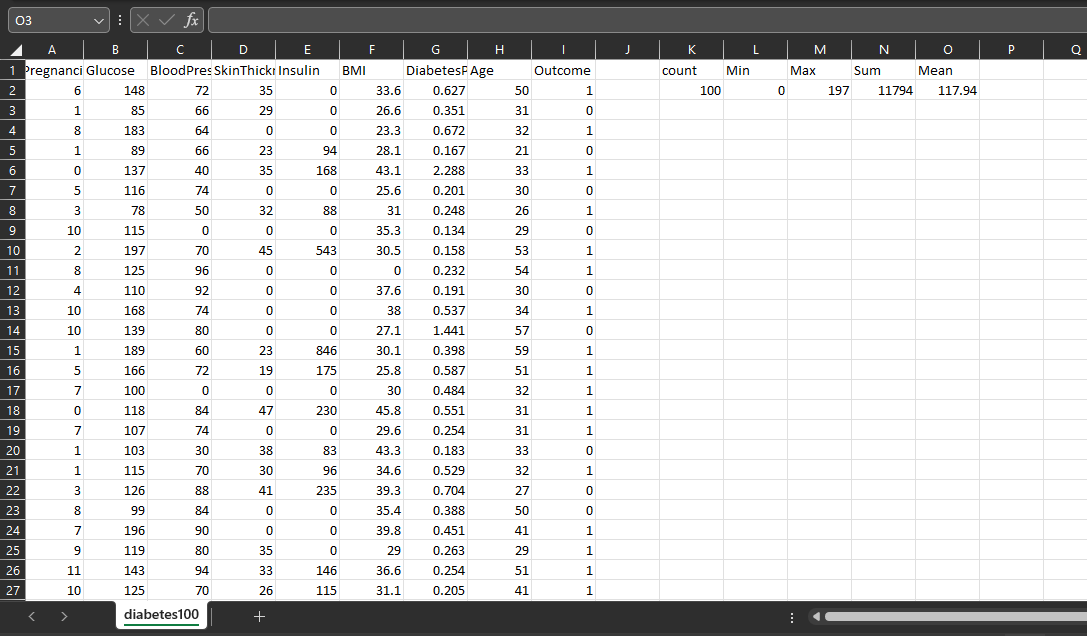 O3 fx
A B C D E F G H I J K L M N O P Q
1 Pregnanci Glucose BloodPres SkinThickn Insulin BMI DiabetesP Age Outcome count Min Max Sum Mean
2 6 148 72 35 0 33.6 0.627 50 1 100 0 197 11794 117.94
3 1 85 66 29 0 26.6 0.351 31 0
4 8 183 64 0 0 23.3 0.672 32 1
5 1 89 66 23 94 28.1 0.167 21 0
6 0 137 40 35 168 43.1 2.288 33 1
7 5 116 74 0 0 25.6 0.201 30 0
8 3 78 50 32 88 31 0.248 26 1
9 10 115 0 0 0 35.3 0.134 29 0
10 2 197 70 45 543 30.5 0.158 53 1
11 8 125 96 0 0 0 0.232 54 1
12 4 110 92 0 0 37.6 0.191 30 0
13 10 168 74 0 0 38 0.537 34 1
14 10 139 80 0 0 27.1 1.441 57 0
15 1 189 60 23 846 30.1 0.398 59 1
16 5 166 72 19 175 25.8 0.587 51 1
17 7 100 0 0 0 30 0.484 32 1
18 0 118 84 47 230 45.8 0.551 31 1
19 7 107 74 0 0 29.6 0.254 31 1
20 1 103 30 38 83 43.3 0.183 33 0
21 1 115 70 30 96 34.6 0.529 32 1
22 3 126 88 41 235 39.3 0.704 27 0
23 8 99 84 0 0 35.4 0.388 50 0
24 7 196 90 0 0 39.8 0.451 41 1
25 9 119 80 35 0 29 0.263 29 1
26 11 143 94 33 146 36.6 0.254 51 1
27 10 125 70 26 115 31.1 0.205 41 1
diabetes100